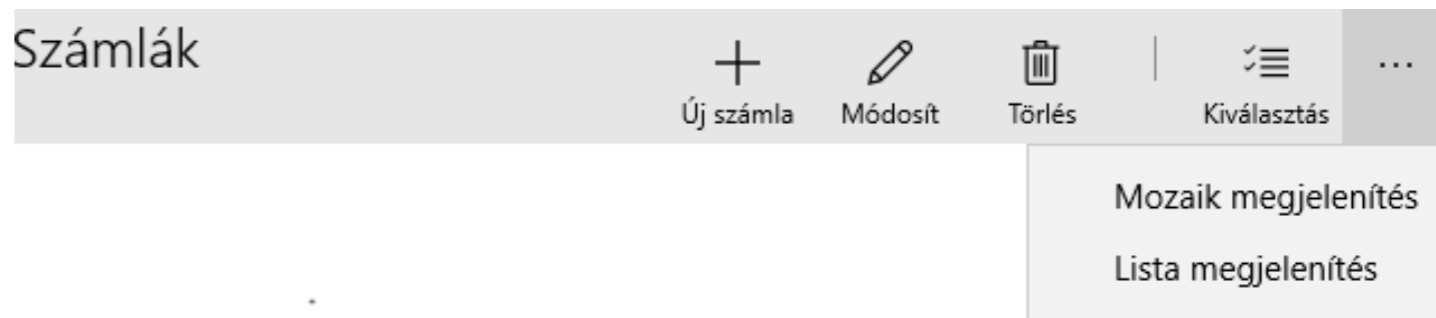 Számlák
Új számla Módosít Törlés Kiválasztás ...
Mozaik megjelenítés
Lista megjelenítés